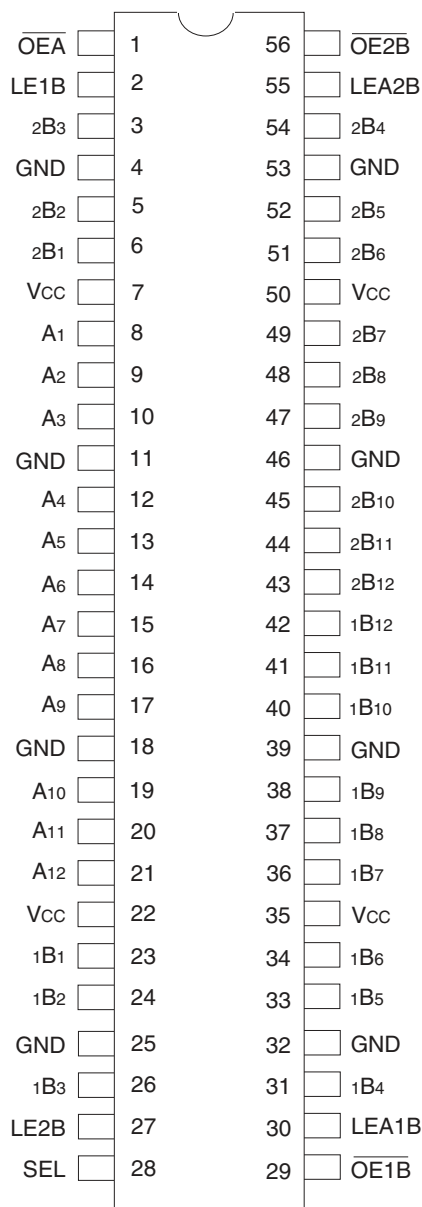 OEA 1 56 OE2B
LE1B 2 55 LEA2B
2B3 3 54 2B4
GND 4 53 GND
2B2 5 52 2B5
2B1 6 51 2B6
VCC 7 50 VCC
A1 8 49 2B7
A2 9 48 2B8
A3 10 47 2B9
GND 11 46 GND
A4 12 45 2B10
A5 13 44 2B11
A6 14 43 2B12
A7 15 42 1B12
A8 16 41 1B11
A9 17 40 1B10
GND 18 39 GND
A10 19 38 1B9
A11 20 37 1B8
A12 21 36 1B7
VCC 22 35 VCC
1B1 23 34 1B6
1B2 24 33 1B5
GND 25 32 GND
1B3 26 31 1B4
LE2B 27 30 LEA1B
SEL 28 29 OE1B